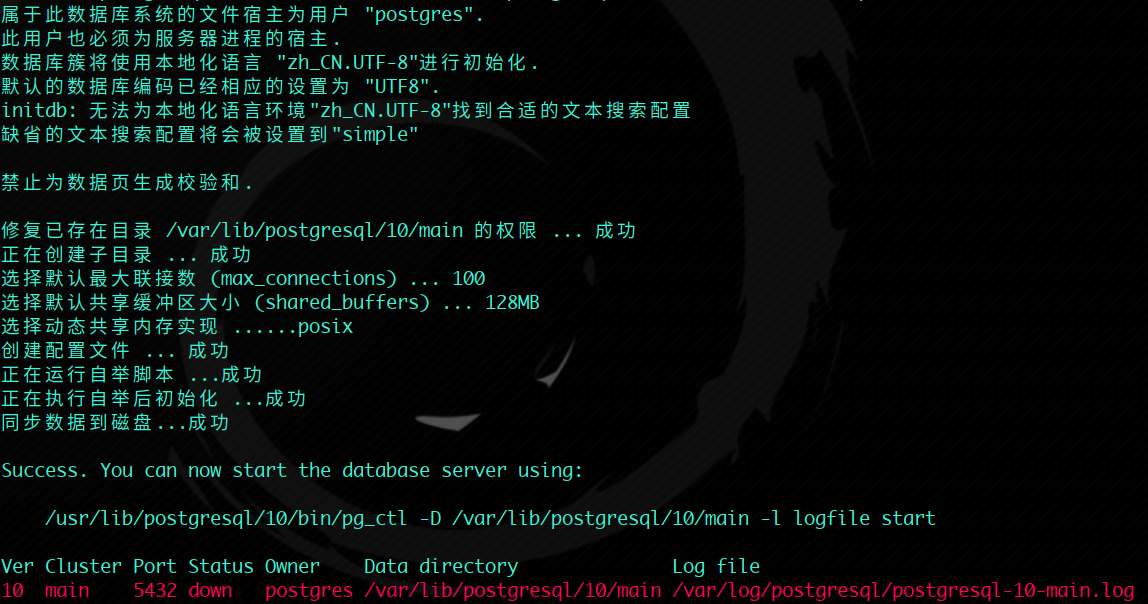 属于此数据库系统的文件宿主为用户 "postgres".
此用户也必须为服务器进程的宿主.
数据库簇将使用本地化语言 "zh_CN.UTF-8"进行初始化.
默认的数据库编码已经相应的设置为 "UTF8".
initdb: 无法为本地化语言环境"zh_CN.UTF-8"找到合适的文本搜索配置
缺省的文本搜索配置将会被设置到"simple"
禁止为数据页生成校验和.
修复已存在目录 /var/lib/postgresql/10/main 的权限 ... 成功
正在创建子目录 ... 成功
选择默认最大联接数 (max_connections) ... 100
选择默认共享缓冲区大小 (shared_buffers) ... 128MB
选择动态共享内存实现 ......posix
创建配置文件 ... 成功
正在运行自举脚本 ...成功
正在执行自举后初始化 ...成功
同步数据到磁盘...成功
Success. You can now start the database server using:
/usr/lib/postgresql/10/bin/pg_ctl -D /var/lib/postgresql/10/main -l logfile start
Ver Cluster Port Status Owner    Data directory              Log file
10  main    5432 down   postgres /var/lib/postgresql/10/main /var/log/postgresql/postgresql-10-main.log